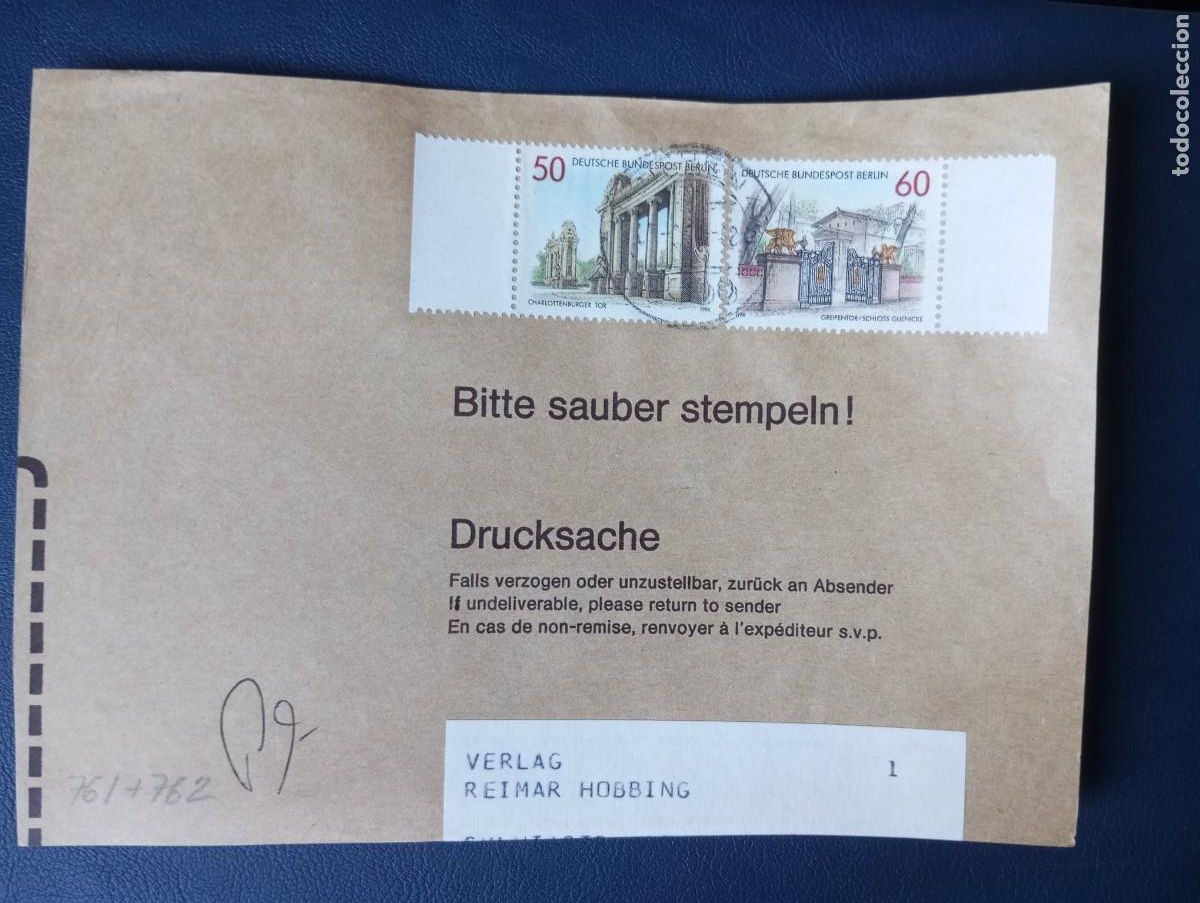 todocoleccion
50 DEUTSCHE BUNDESPOST BERLIN
CHARLOTTENBURGER TOR 1986
DEUTSCHE BUNDESPOST BERLIN 60
1986 GREIFENTOR/SCHLOSS GLIENICKE
Bitte sauber stempeln!
Drucksache
Falls verzogen oder unzustellbar, zurück an Absender
If undeliverable, please return to sender
En cas de non-remise, renvoyer à l'expéditeur s.v.p.
761+762
VERLAG 1
REIMAR HOBBING